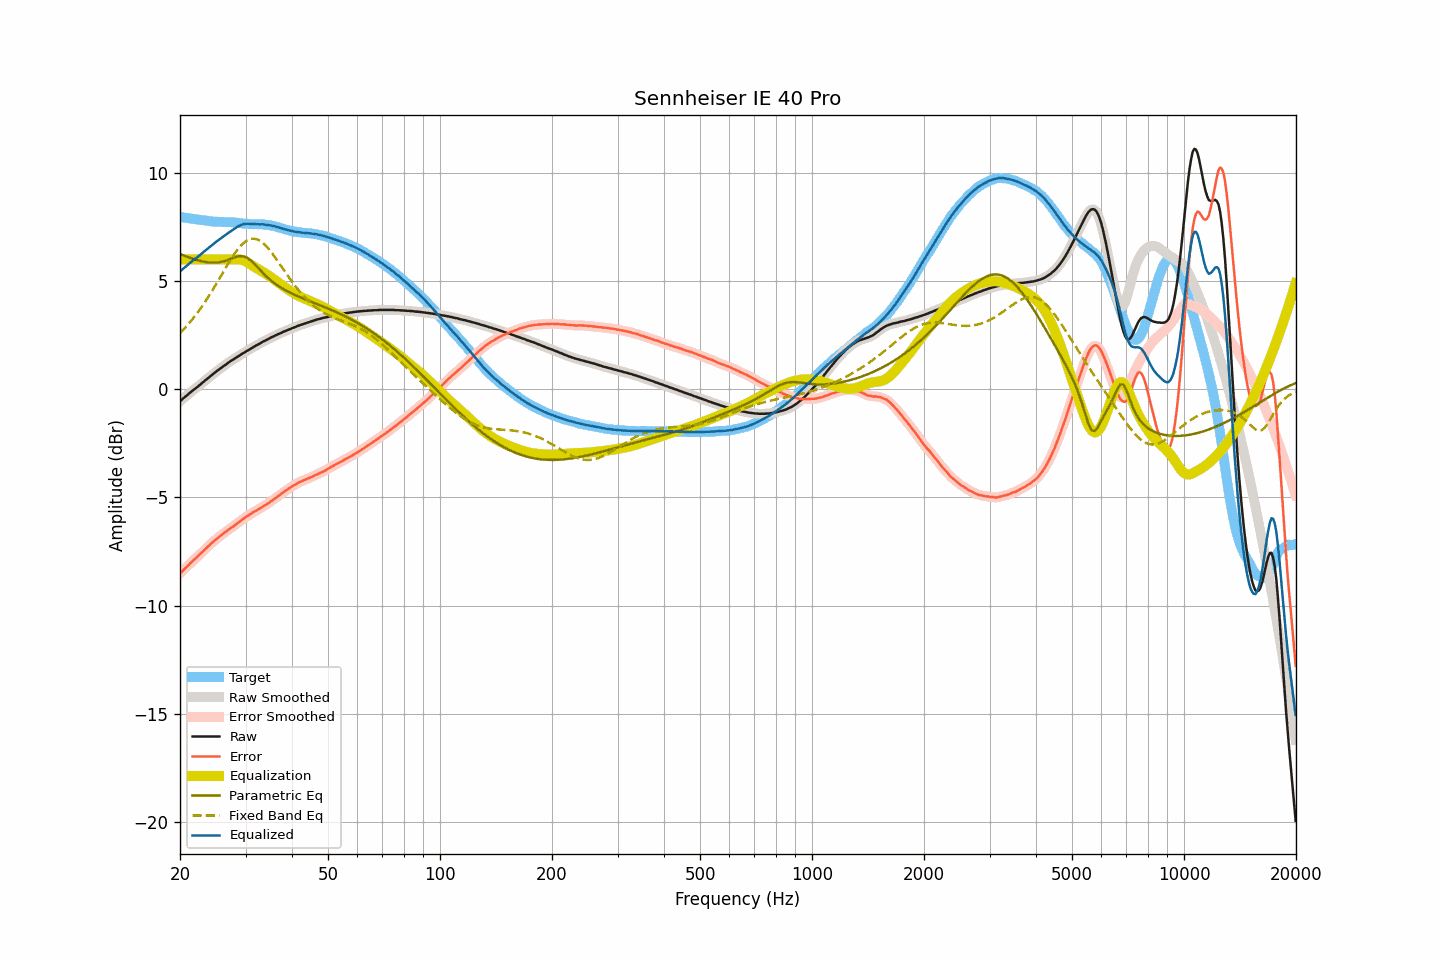 Sennheiser IE 40 Pro
10
5
0
−5
−10
−15
−20
Amplitude (dBr)
Target
Raw Smoothed
Error Smoothed
Raw
Error
Equalization
Parametric Eq
Fixed Band Eq
Equalized
20 50 100 200 500 1000 2000 5000 10000 20000
Frequency (Hz)